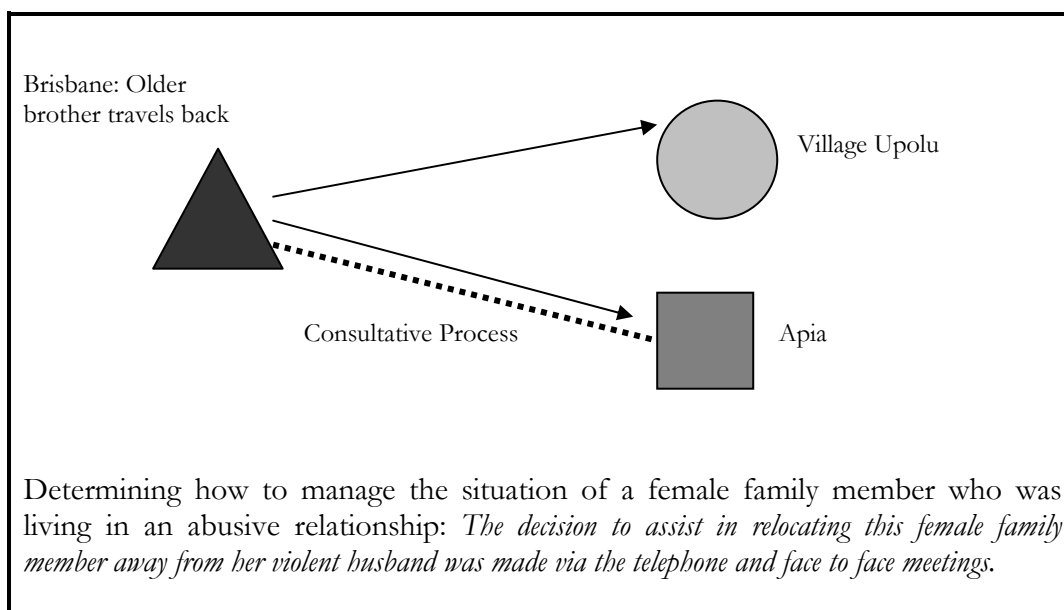 Brisbane: Older
brother travels back
Village Upolu
Consultative Process
Apia
Determining how to manage the situation of a female family member who was
living in an abusive relationship: The decision to assist in relocating this female family
member away from her violent husband was made via the telephone and face to face meetings.